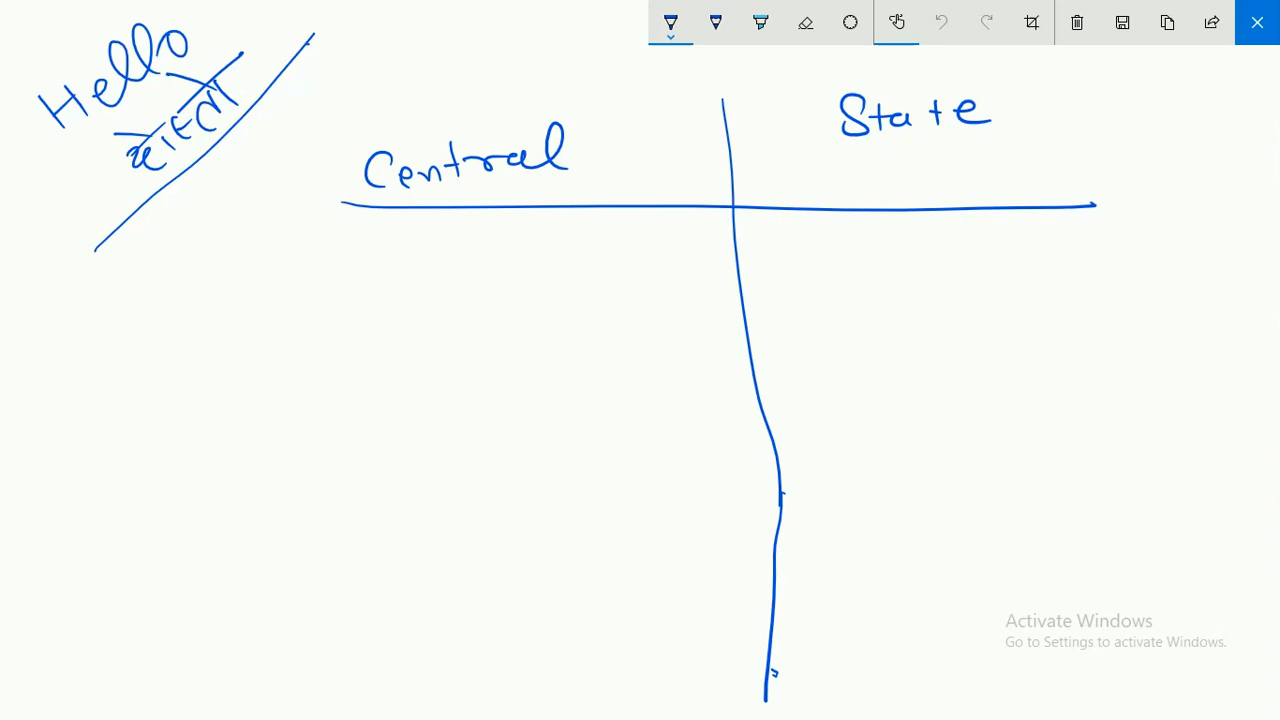 Hello
Central
State
Activate Windows
Go to Settings to activate Windows.